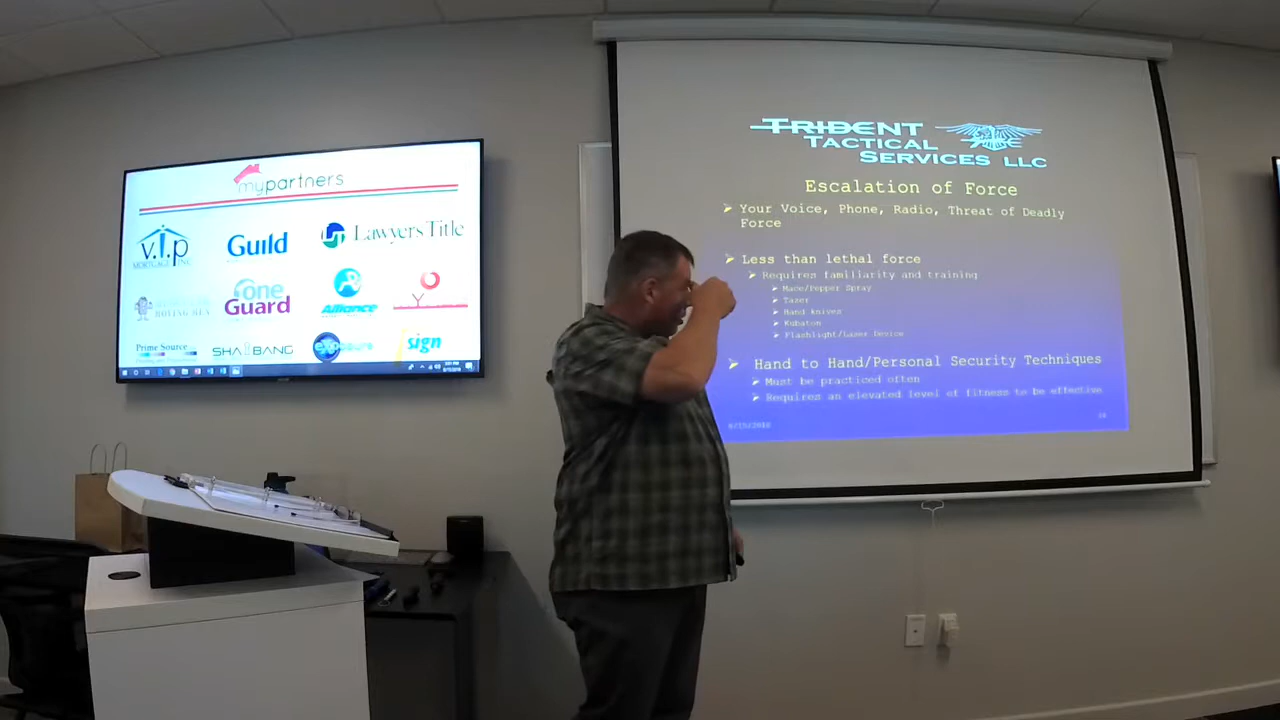 mypartners
v.i.p
MORTGAGE INC
Guild
Lawyers Title
one
Guard
Alliance
Prime Source
SHABANG
exposure
sign
TRIDENT
TACTICAL
SERVICES LLC
Escalation of Force
Your Voice, Phone, Radio, Threat of Deadly
Force
Less than lethal force
Requires familiarity and training
Mace/Pepper Spray
Tazer
Hand knives
Kubaton
Flashlight/Lazer Device
Hand to Hand/Personal Security Techniques
Must be practiced often
Requires an elevated level of fitness to be effective